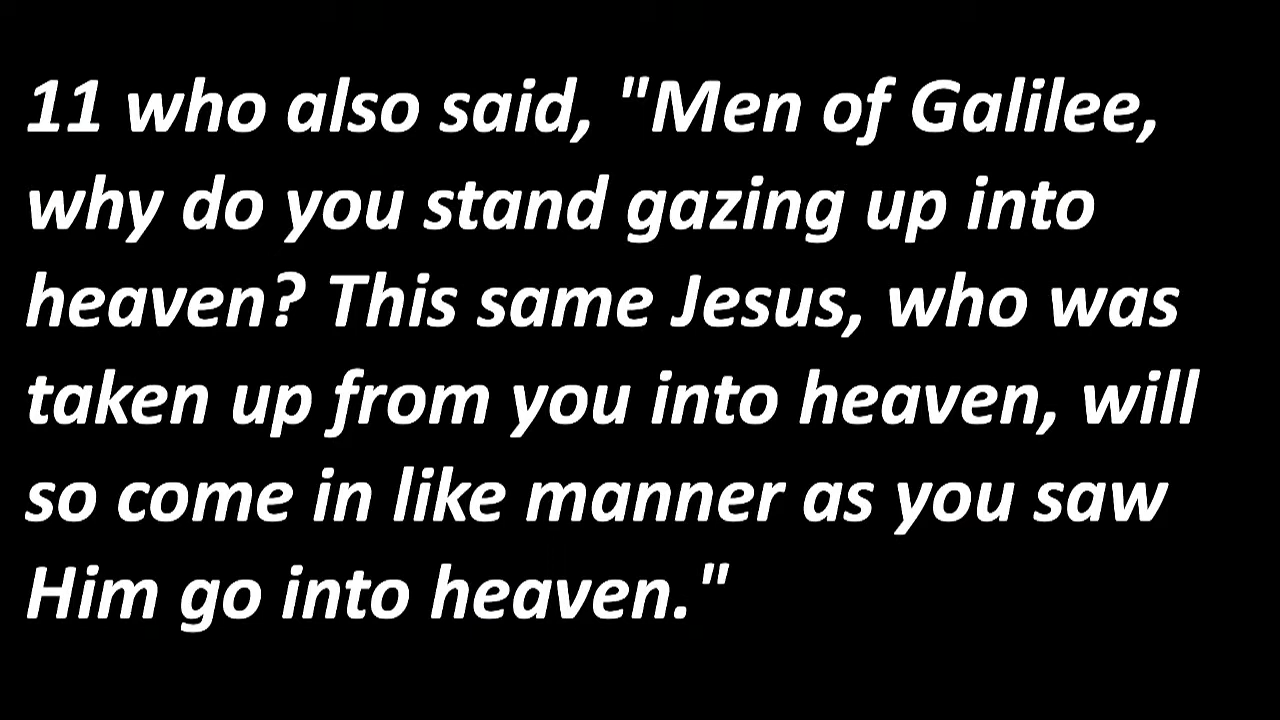 11 who also said, "Men of Galilee,
why do you stand gazing up into
heaven? This same Jesus, who was
taken up from you into heaven, will
so come in like manner as you saw
Him go into heaven."